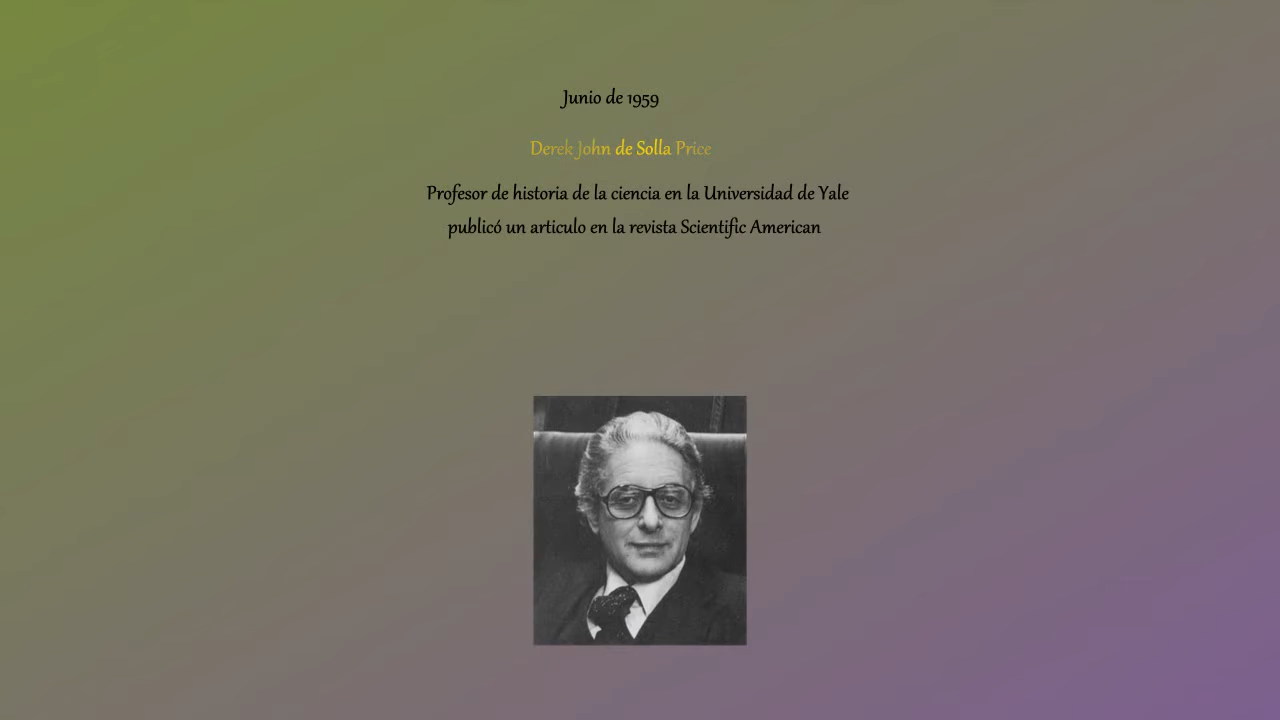 Junio de 1959
Derek John de Solla Price
Profesor de historia de la ciencia en la Universidad de Yale
publicó un articulo en la revista Scientific American